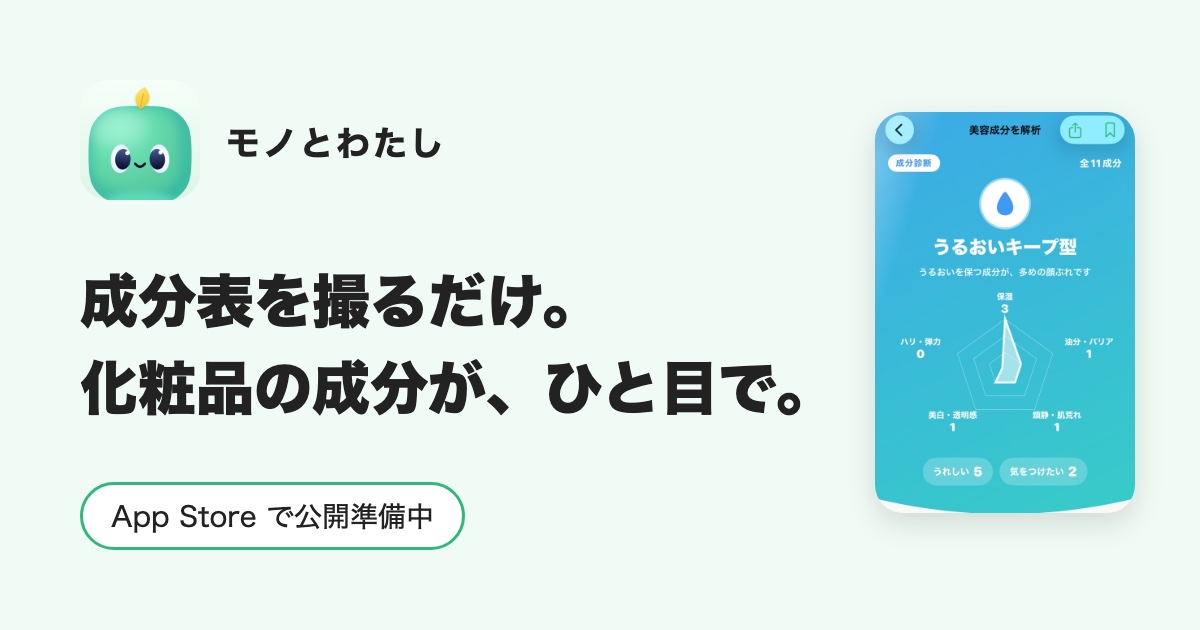 モノとわたし
成分表を撮るだけ。
化粧品の成分が、ひと目で。
App Store で公開準備中
美容成分を解析
成分診断
全11成分
うるおいキープ型
うるおいを保つ成分が、多めの顔ぶれです
保湿
3
ハリ・弾力
0
油分・バリア
1
美白・透明感
1
鎮静・肌荒れ
1
うれしい 5
気をつけたい 2